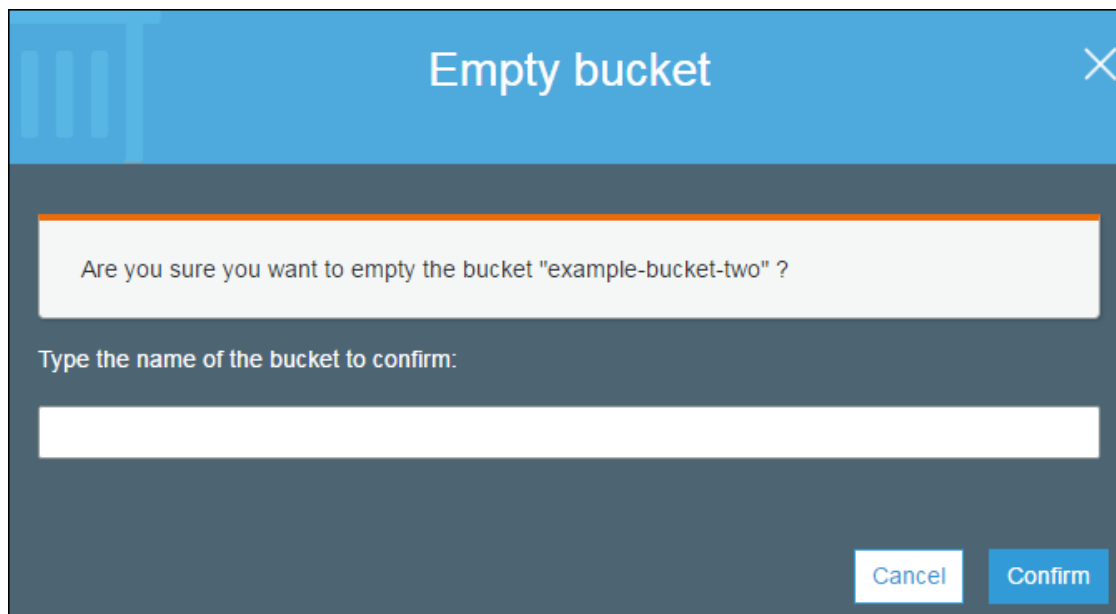 Empty bucket
Are you sure you want to empty the bucket "example-bucket-two" ?
Type the name of the bucket to confirm:
Cancel Confirm